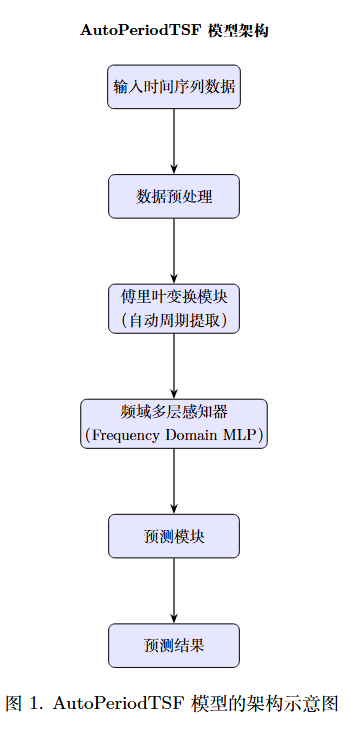 AutoPeriodTSF 模型架构
输入时间序列数据
数据预处理
傅里叶变换模块
（自动周期提取）
频域多层感知器
(Frequency Domain MLP)
预测模块
预测结果
图 1. AutoPeriodTSF 模型的架构示意图